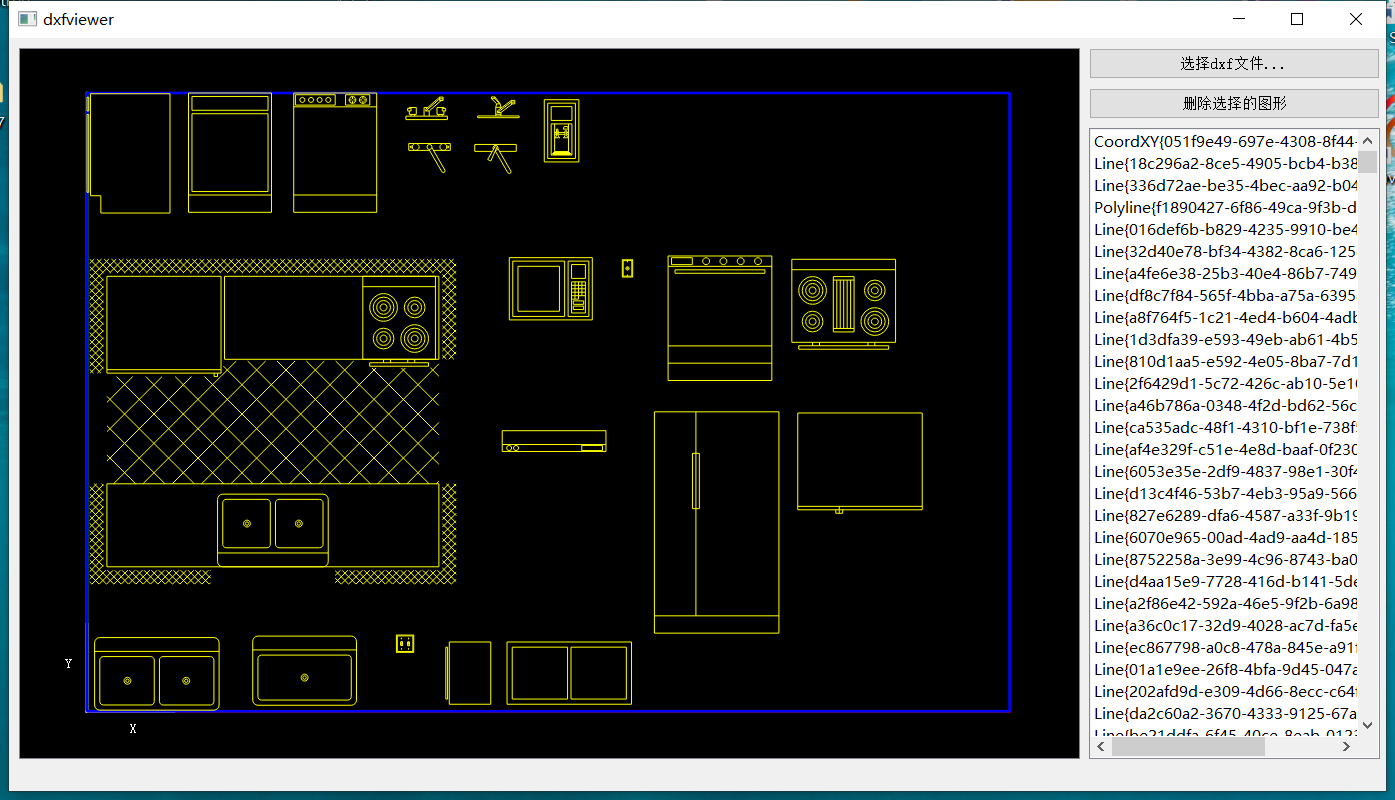 dxfviewer
选择dxf文件...
删除选择的图形
CoordXY{051f9e49-697e-4308-8f44-
Line{18c296a2-8ce5-4905-bcb4-b38
Line{336d72ae-be35-4bec-aa92-b04
Polyline{f1890427-6f86-49ca-9f3b-d
Line{016def6b-b829-4235-9910-be4
Line{32d40e78-bf34-4382-8ca6-125
Line{a4fe6e38-25b3-40e4-86b7-749
Line{df8c7f84-565f-4bba-a75a-6395
Line{a8f764f5-1c21-4ed4-b604-4adb
Line{1d3dfa39-e593-49eb-ab61-4b5
Line{810d1aa5-e592-4e05-8ba7-7d1
Line{2f6429d1-5c72-426c-ab10-5e10
Line{a46b786a-0348-4f2d-bd62-56c
Line{ca535adc-48f1-4310-bf1e-738f
Line{af4e329f-c51e-4e8d-baaf-0f230
Line{6053e35e-2df9-4837-98e1-30f4
Line{d13c4f46-53b7-4eb3-95a9-566
Line{827e6289-dfa6-4587-a33f-9b19
Line{6070e965-00ad-4ad9-aa4d-185
Line{8752258a-3e99-4c96-8743-ba0
Line{d4aa15e9-7728-416d-b141-5de
Line{a2f86e42-592a-46e5-9f2b-6a98
Line{a36c0c17-32d9-4028-ac7d-fa5e
Line{ec867798-a0c8-478a-845e-a91f
Line{01a1e9ee-26f8-4bfa-9d45-047a
Line{202afd9d-e309-4d66-8ecc-c64f
Line{da2c60a2-3670-4333-9125-67a
Y
X